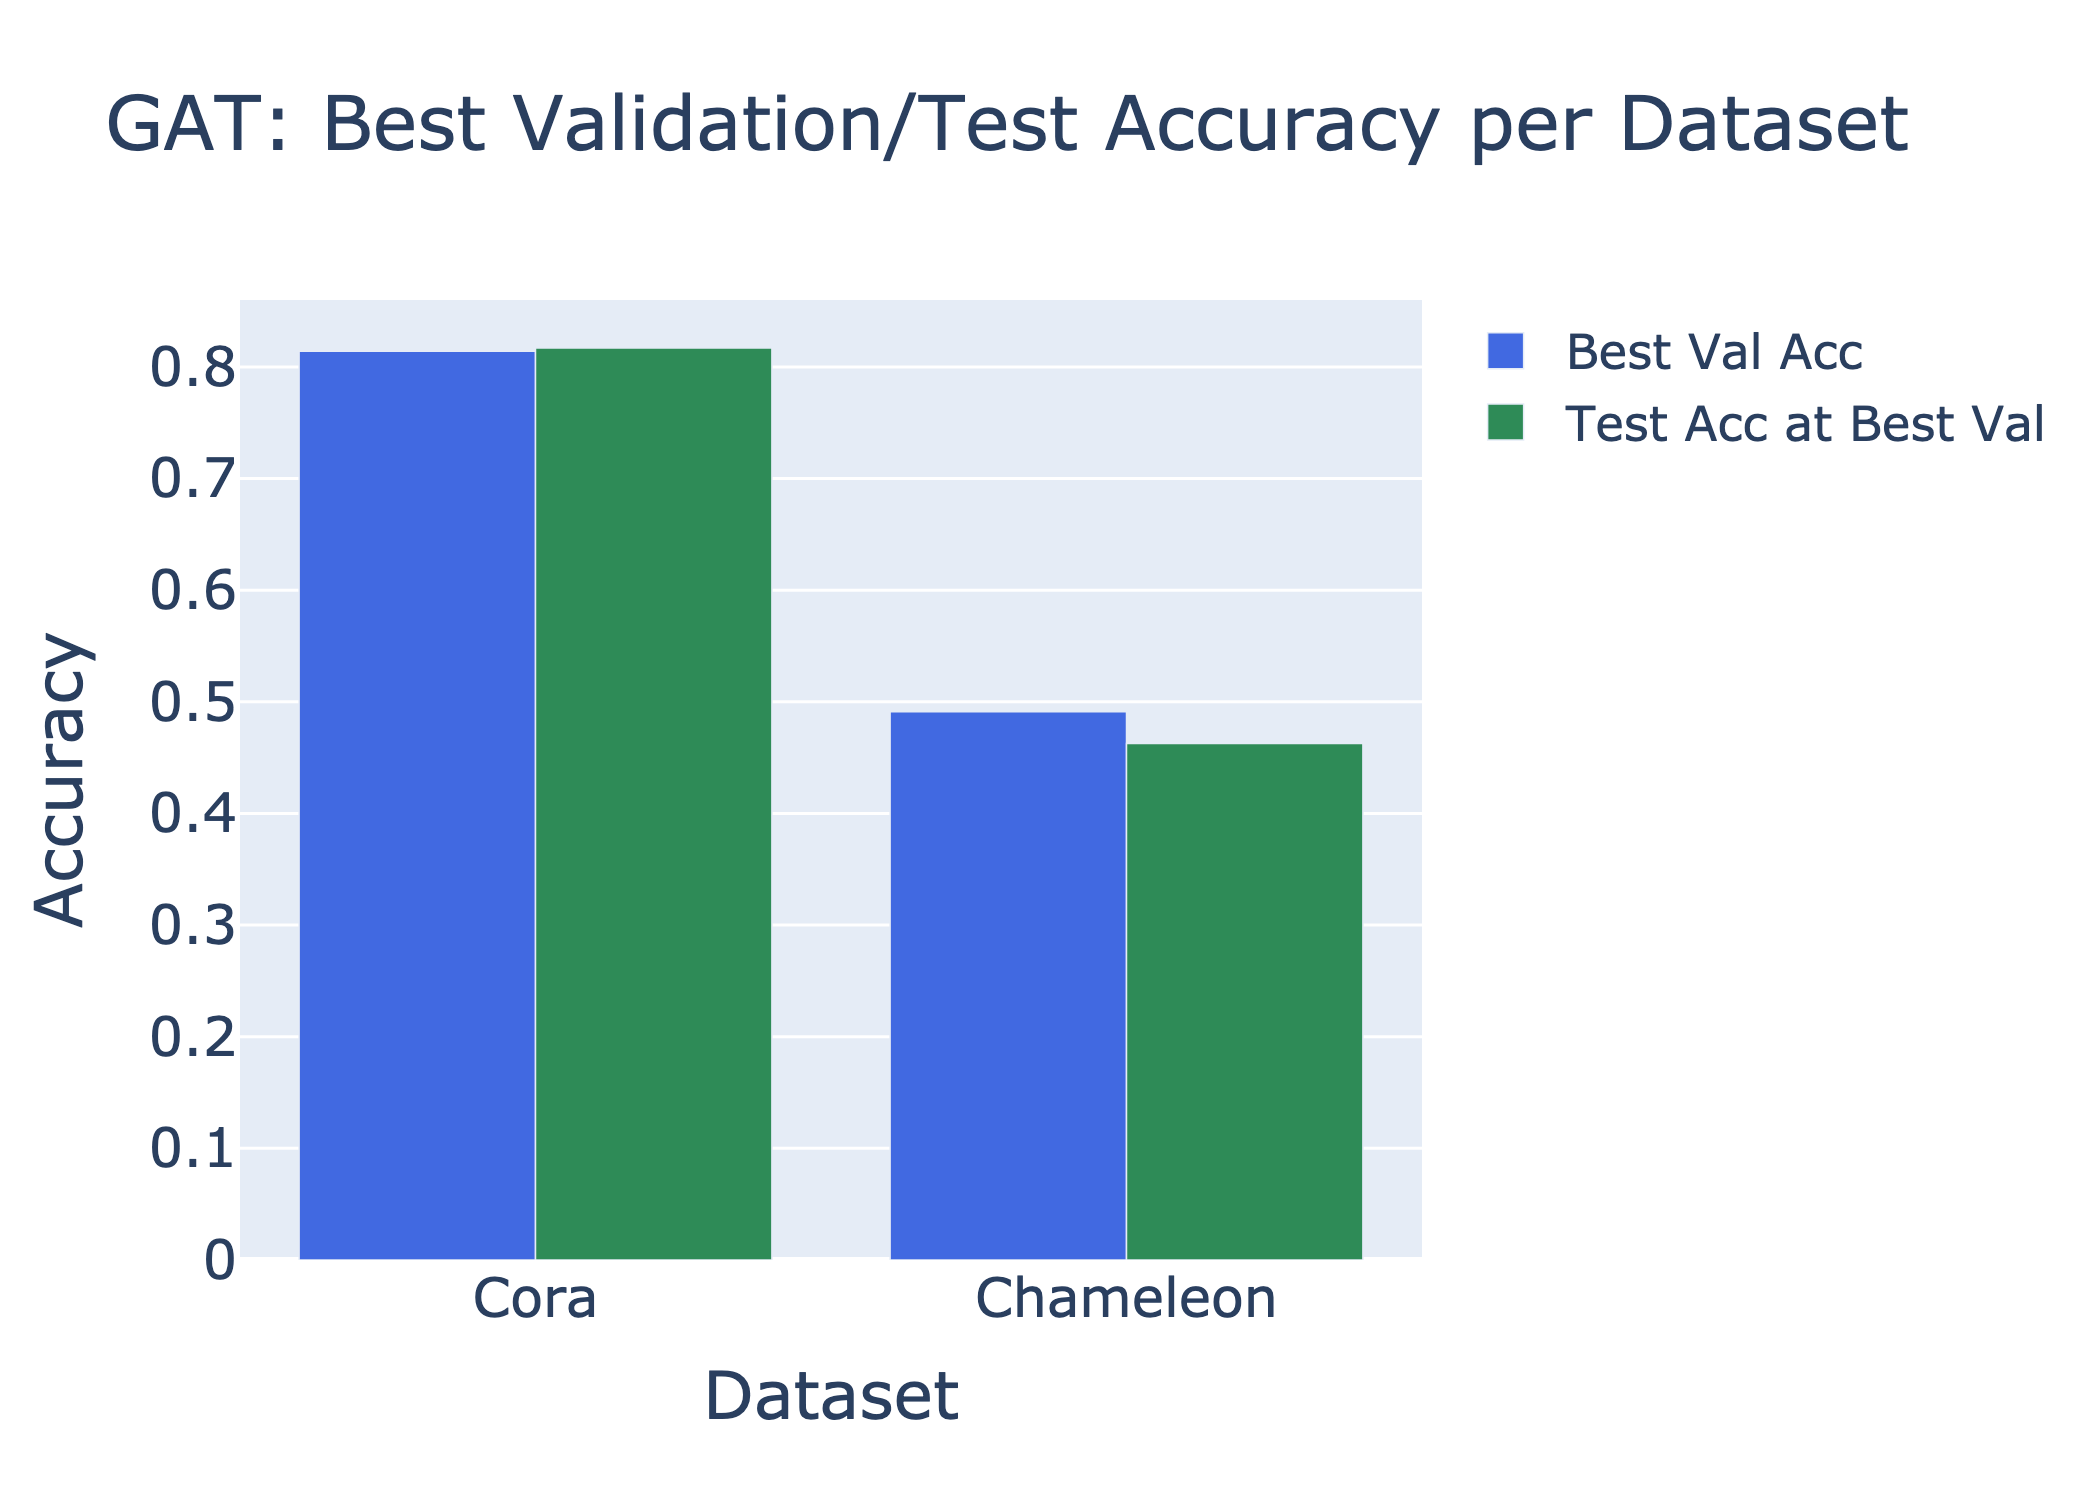 GAT: Best Validation/Test Accuracy per Dataset
Best Val Acc
Test Acc at Best Val
Accuracy
0.8
0.7
0.6
0.5
0.4
0.3
0.2
0.1
0
Cora
Chameleon
Dataset